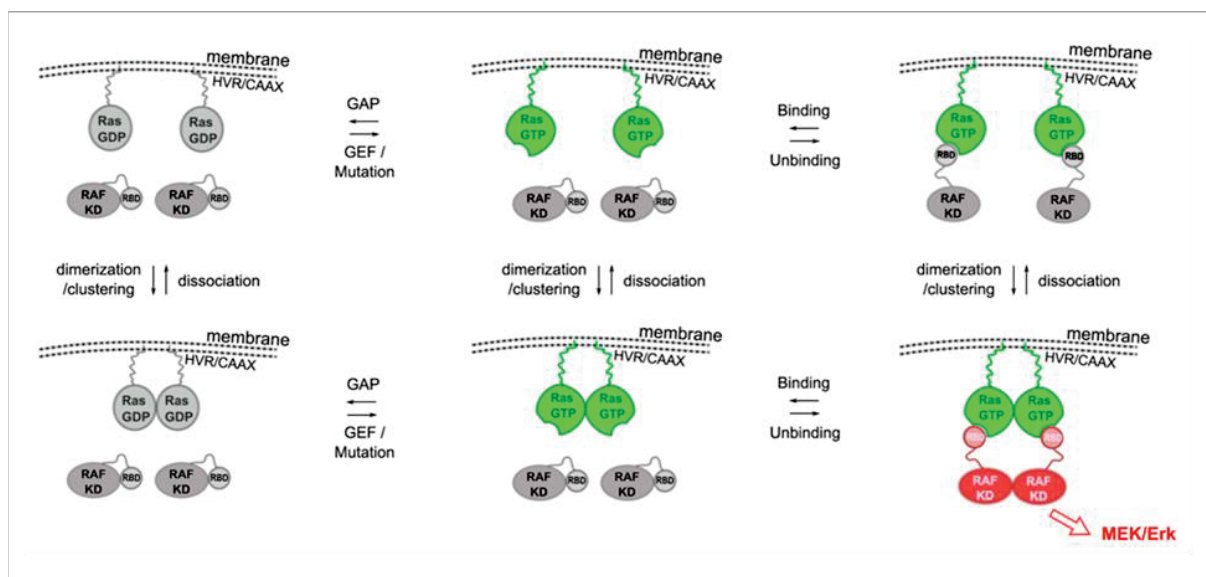 membrane
HVR/CAAX
Ras
GDP
Ras
GDP
RAF
KD
RBD
RAF
KD
RBD
GAP
GEF /
Mutation
membrane
HVR/CAAX
Ras
GTP
Ras
GTP
RAF
KD
RBD
RAF
KD
RBD
Binding
Unbinding
membrane
HVR/CAAX
Ras
GTP
Ras
GTP
RBD
RBD
RAF
KD
RAF
KD
dimerization
/clustering
dissociation
dimerization
/clustering
dissociation
dimerization
/clustering
dissociation
membrane
HVR/CAAX
Ras
GDP
Ras
GDP
RAF
KD
RBD
RAF
KD
RBD
GAP
GEF /
Mutation
membrane
HVR/CAAX
Ras
GTP
Ras
GTP
RAF
KD
RBD
RAF
KD
RBD
Binding
Unbinding
membrane
HVR/CAAX
Ras
GTP
Ras
GTP
RBD
RBD
RAF
KD
RAF
KD
MEK/Erk